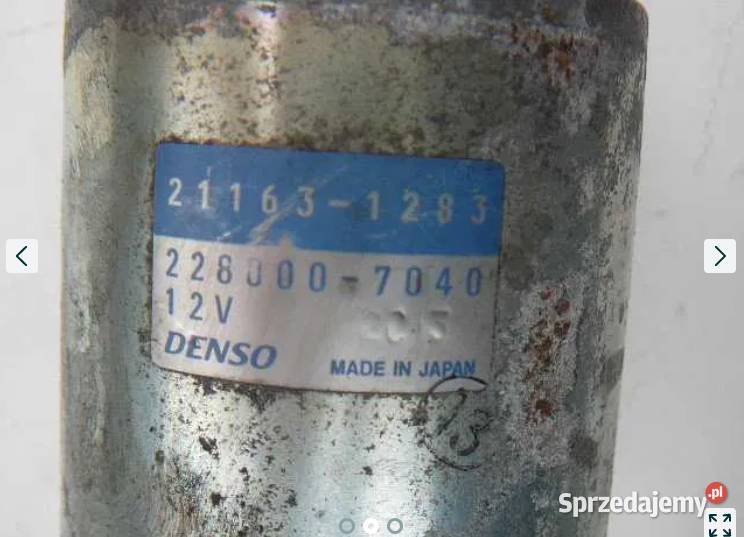 21163-1283
228000-7040
12V
DENSO
MADE IN JAPAN
Sprzedajemy.pl